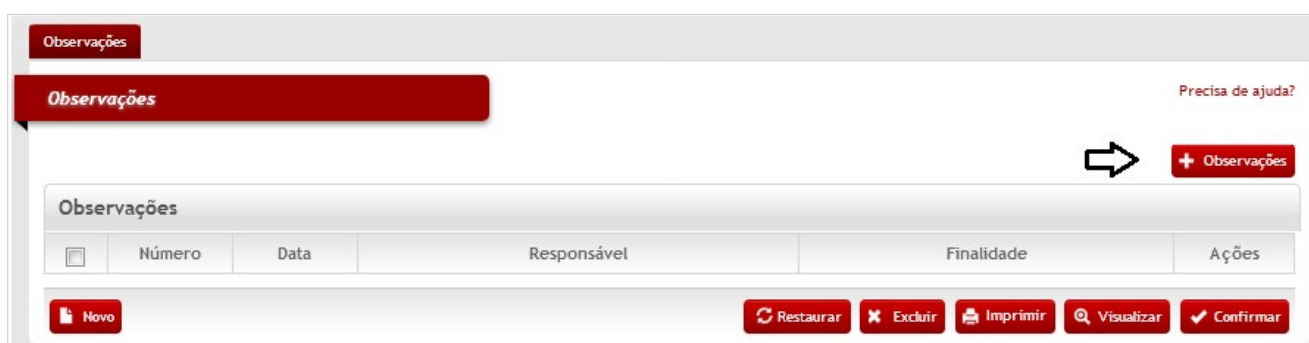 Observações
Observações
Precisa de ajuda?
+ Observações
Observações
Número Data Responsável Finalidade Ações
Novo Restaurar Excluir Imprimir Visualizar Confirmar